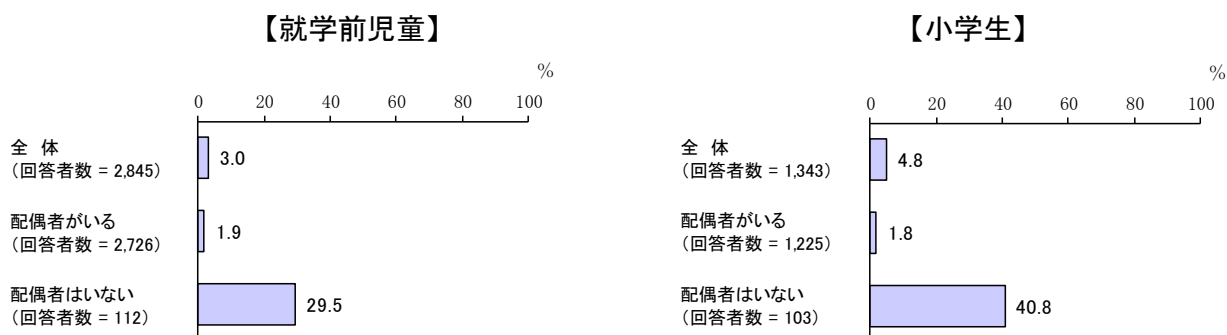 【就学前児童】
%
0 20 40 60 80 100
全 体
(回答者数 = 2,845)
3.0
配偶者がいる
(回答者数 = 2,726)
1.9
配偶者はいない
(回答者数 = 112)
29.5
【小学生】
%
0 20 40 60 80 100
全 体
(回答者数 = 1,343)
4.8
配偶者がいる
(回答者数 = 1,225)
1.8
配偶者はいない
(回答者数 = 103)
40.8